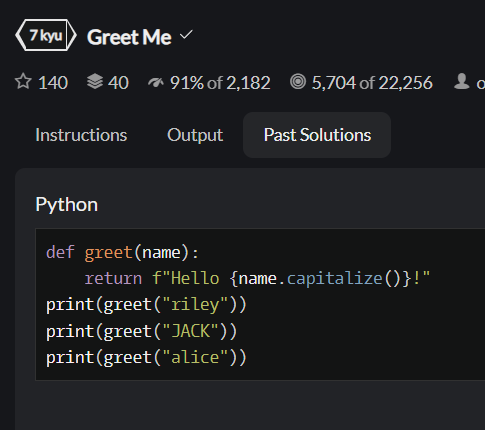 7 kyu Greet Me
140 40 91% of 2,182 5,704 of 22,256
Instructions Output Past Solutions
Python
def greet(name):
    return f"Hello {name.capitalize()}!"
print(greet("riley"))
print(greet("JACK"))
print(greet("alice"))